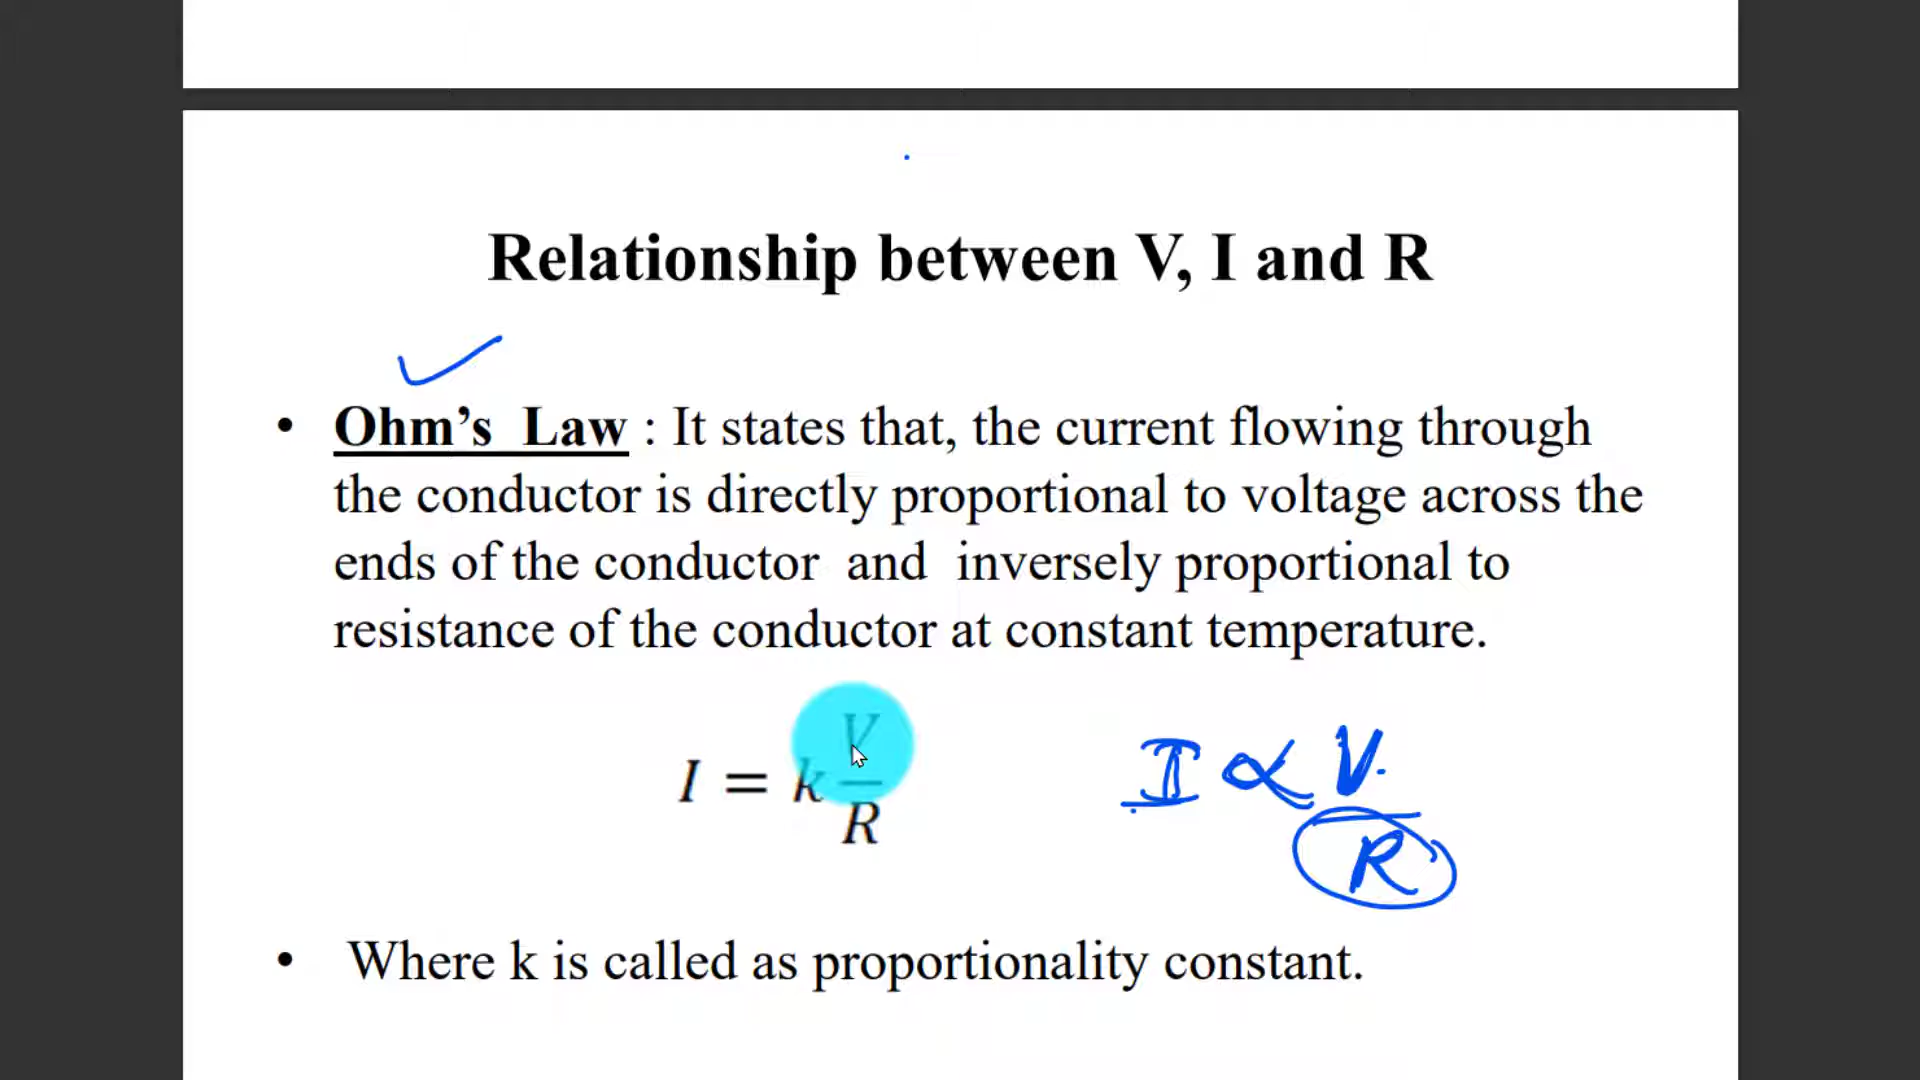 Relationship between V, I and R
• Ohm’s Law : It states that, the current flowing through
the conductor is directly proportional to voltage across the
ends of the conductor and inversely proportional to
resistance of the conductor at constant temperature.
I = k V/R
I ∝ V/R
• Where k is called as proportionality constant.